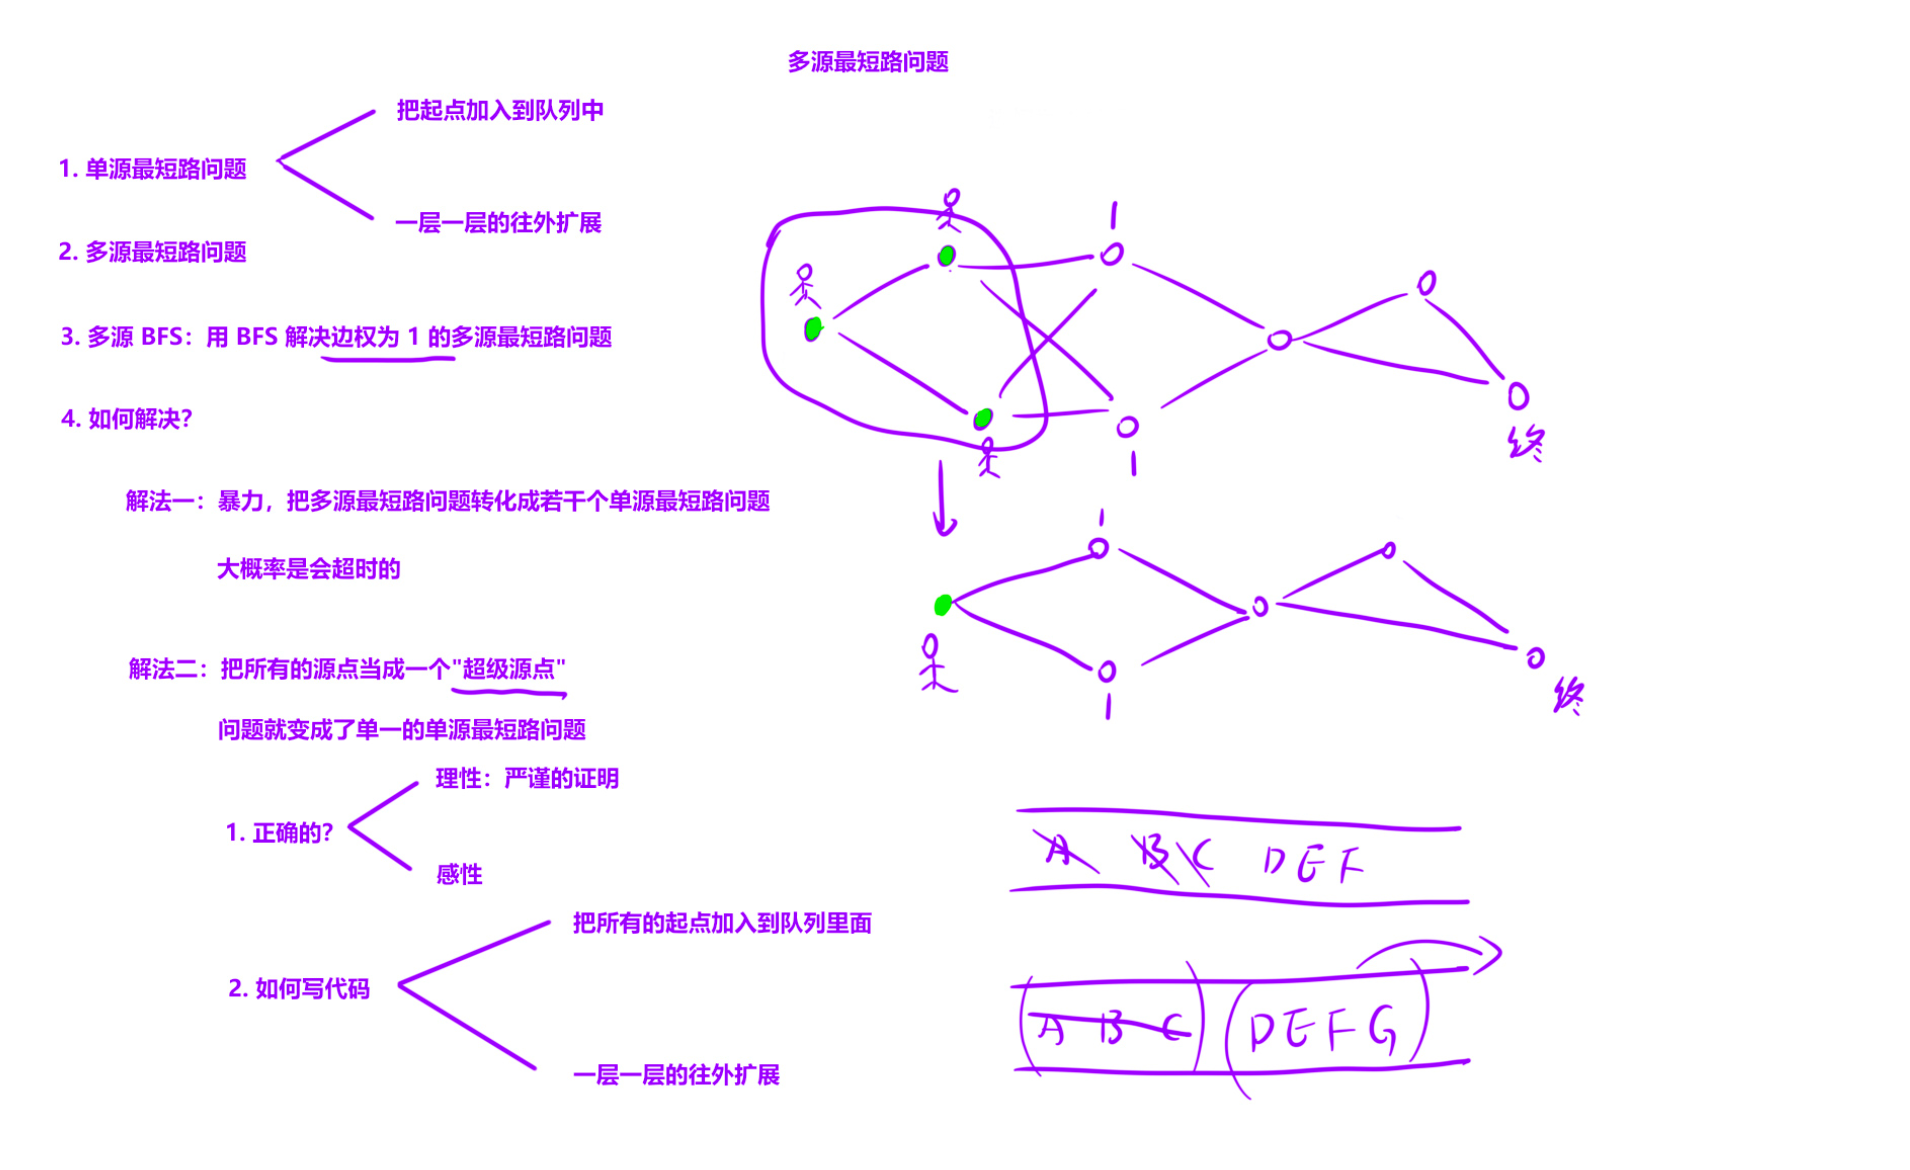 多源最短路问题
把起点加入到队列中
1. 单源最短路问题
一层一层的往外扩展
2. 多源最短路问题
3. 多源 BFS：用 BFS 解决边权为 1 的多源最短路问题
4. 如何解决？
解法一：暴力，把多源最短路问题转化成若干个单源最短路问题
大概率是会超时的
解法二：把所有的源点当成一个"超级源点"
问题就变成了单一的单源最短路问题
理性：严谨的证明
1. 正确的？
感性
把所有的起点加入到队列里面
2. 如何写代码
一层一层的往外扩展
1
终
1
1
终
1
A B C D E F
A B C D E F G